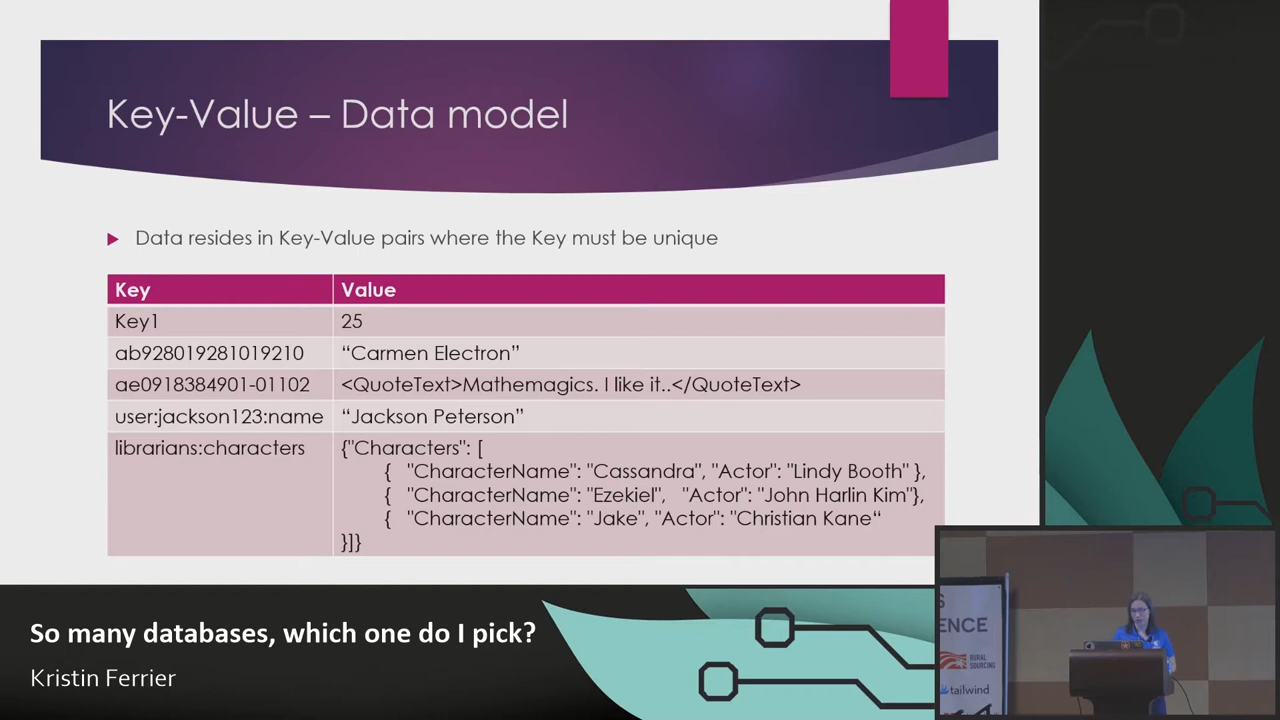 Key-Value – Data model
Data resides in Key-Value pairs where the Key must be unique
Key Value
Key1 25
ab928019281019210 “Carmen Electron”
ae0918384901-01102 <QuoteText>Mathemagics. I like it..</QuoteText>
user:jackson123:name “Jackson Peterson”
librarians:characters {"Characters": [
{ "CharacterName": "Cassandra", "Actor": "Lindy Booth" },
{ "CharacterName": "Ezekiel", "Actor": "John Harlin Kim"},
{ "CharacterName": "Jake", "Actor": "Christian Kane“
}]}
So many databases, which one do I pick?
Kristin Ferrier
S
ENCE
RURAL
SOURCING
tailwind